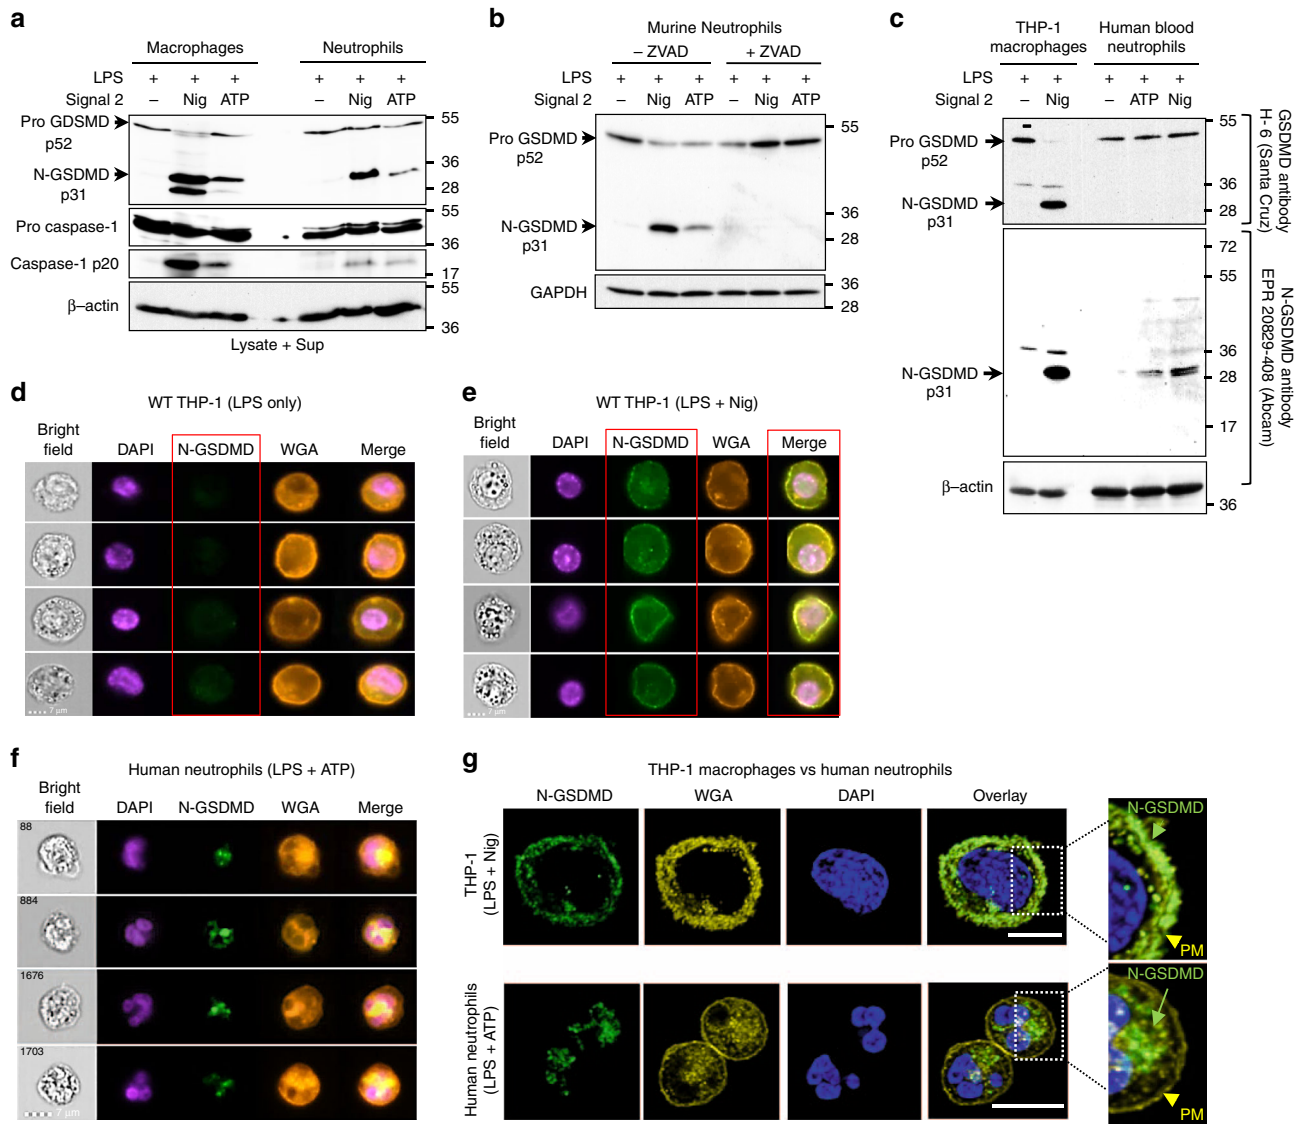 a
Macrophages Neutrophils
LPS + + + + + +
Signal 2 – Nig ATP – Nig ATP
Pro GDSMD
p52
N-GSDMD
p31
Pro caspase-1
Caspase-1 p20
β–actin
55
36
28
55
36
17
55
36
Lysate + Sup
b
Murine Neutrophils
– ZVAD + ZVAD
LPS + + + + + +
Signal 2 – Nig ATP – Nig ATP
Pro GSDMD
p52
N-GSDMD
p31
GAPDH
55
36
28
36
28
c
THP-1
macrophages
Human blood
neutrophils
LPS + + + + +
Signal 2 – Nig – ATP Nig
Pro GSDMD
p52
N-GSDMD
p31
N-GSDMD
p31
β–actin
55
36
28
72
55
36
28
17
36
GSDMD antibody
H- 6 (Santa Cruz)
N-GSDMD antibody
EPR 20829-408 (Abcam)
d
WT THP-1 (LPS only)
Bright
field
DAPI N-GSDMD WGA Merge
7 μm
e
WT THP-1 (LPS + Nig)
Bright
field
DAPI N-GSDMD WGA Merge
7 μm
f
Human neutrophils (LPS + ATP)
Bright
field
DAPI N-GSDMD WGA Merge
88
884
1676
1703
7 μm
g
THP-1 macrophages vs human neutrophils
N-GSDMD WGA DAPI Overlay
THP-1
(LPS + Nig)
Human neutrophils
(LPS + ATP)
N-GSDMD
PM
N-GSDMD
PM